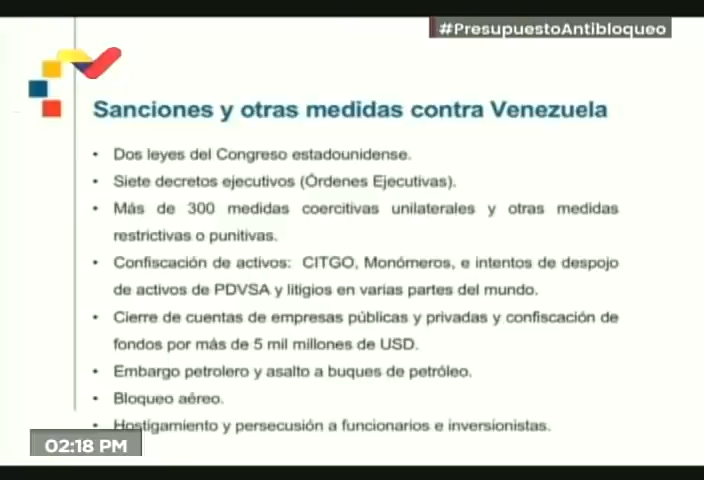 #PresupuestoAntibloqueo
Sanciones y otras medidas contra Venezuela
• Dos leyes del Congreso estadounidense.
• Siete decretos ejecutivos (Órdenes Ejecutivas).
• Más de 300 medidas coercitivas unilaterales y otras medidas
restrictivas o punitivas.
• Confiscación de activos: CITGO, Monómeros, e intentos de despojo
de activos de PDVSA y litigios en varias partes del mundo.
• Cierre de cuentas de empresas públicas y privadas y confiscación de
fondos por más de 5 mil millones de USD.
• Embargo petrolero y asalto a buques de petróleo.
• Bloqueo aéreo.
• Hostigamiento y persecusión a funcionarios e inversionistas.
02:18 PM